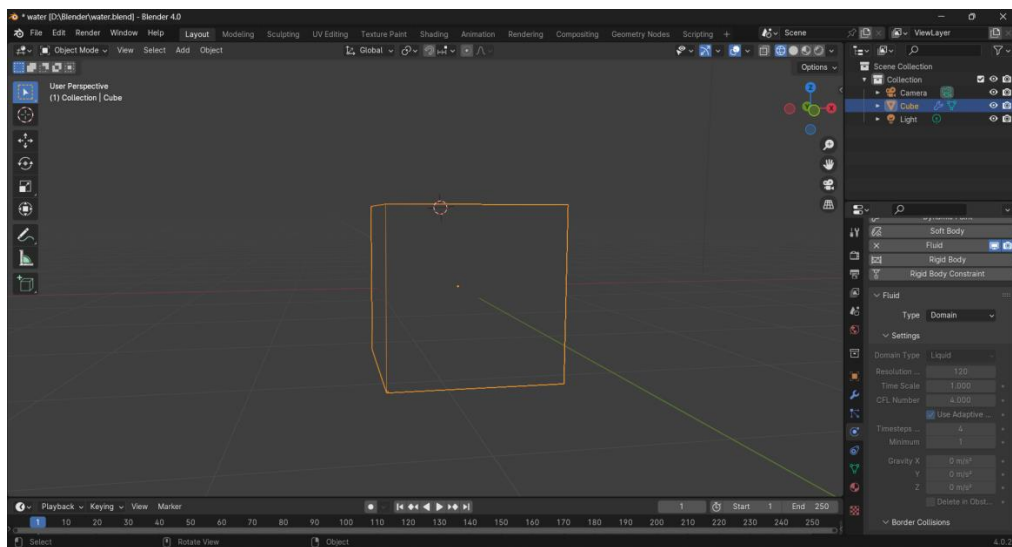 * water [D:\Blender\water.blend] - Blender 4.0
File Edit Render Window Help Layout Modeling Sculpting UV Editing Texture Paint Shading Animation Rendering Compositing Geometry Nodes Scripting + Scene ViewLayer
Object Mode View Select Add Object Global
Options
User Perspective
(1) Collection | Cube
Z
Y
X
Scene Collection
Collection
Camera
Cube
Light
Soft Body
Fluid
Rigid Body
Rigid Body Constraint
Fluid
Type Domain
Settings
Domain Type Liquid
Resolution ... 120
Time Scale 1.000
CFL Number 4.000
Use Adaptive ...
Timesteps ... 4
Minimum 1
Gravity X 0 m/s²
Y 0 m/s²
Z 0 m/s²
Delete in Obst...
Border Collisions
Playback Keying View Marker 1 Start 1 End 250
1 10 20 30 40 50 60 70 80 90 100 110 120 130 140 150 160 170 180 190 200 210 220 230 240 250
Select Rotate View Object 4.0.2